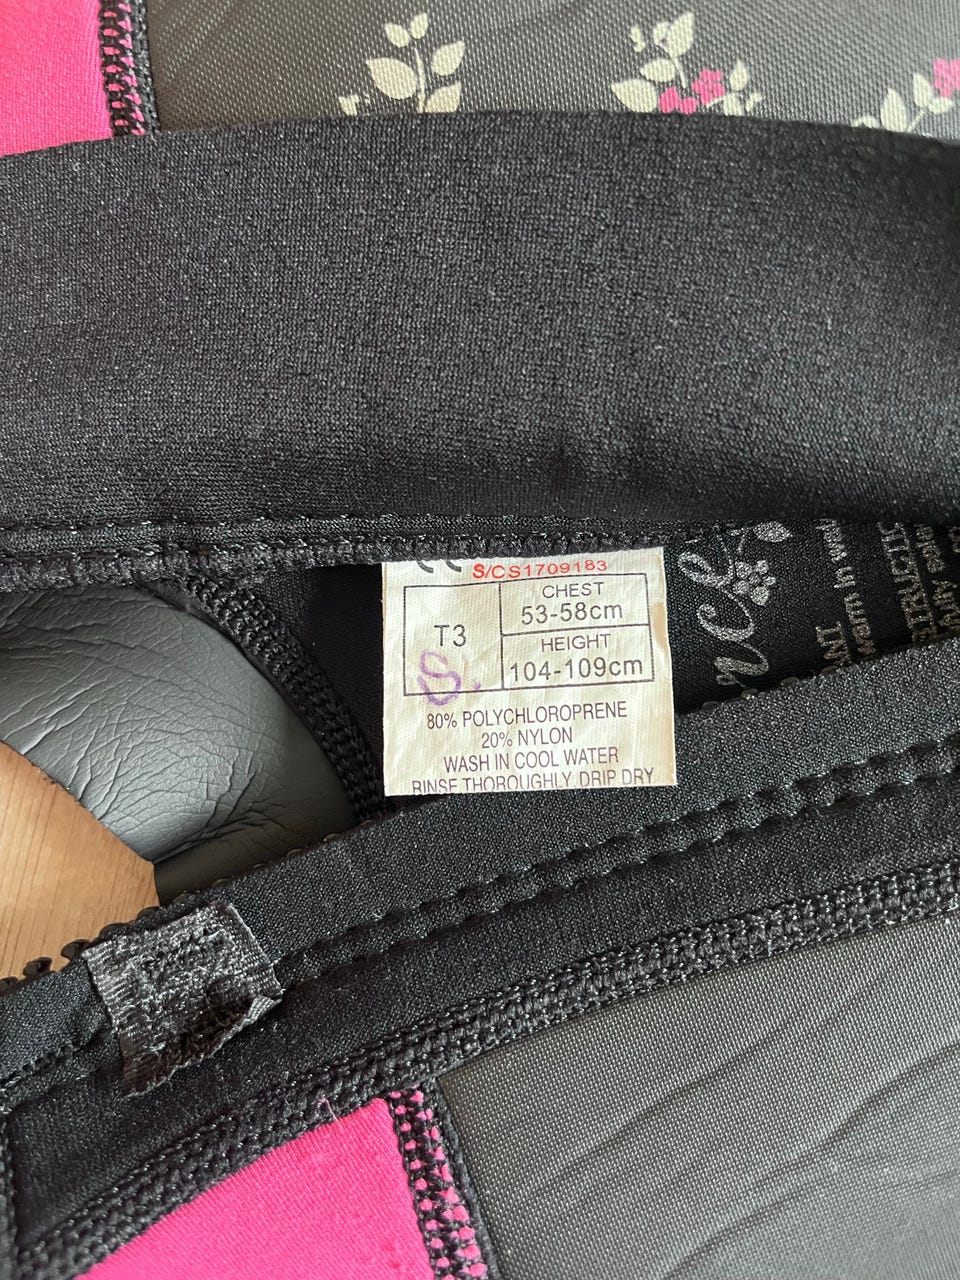 S/CS1709183
T3
CHEST
53-58cm
HEIGHT
104-109cm
S.
80% POLYCHLOROPRENE
20% NYLON
WASH IN COOL WATER
RINSE THOROUGHLY. DRIP DRY